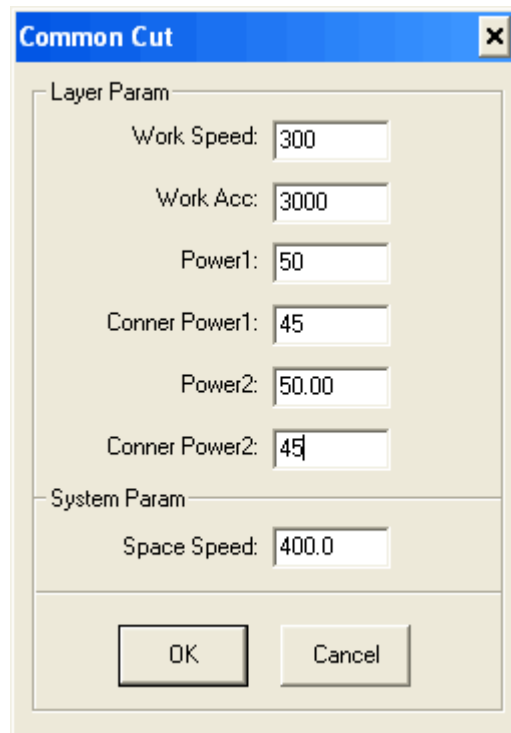 Common Cut
Layer Param
Work Speed: 300
Work Acc: 3000
Power1: 50
Conner Power1: 45
Power2: 50.00
Conner Power2: 45
System Param
Space Speed: 400.0
OK Cancel